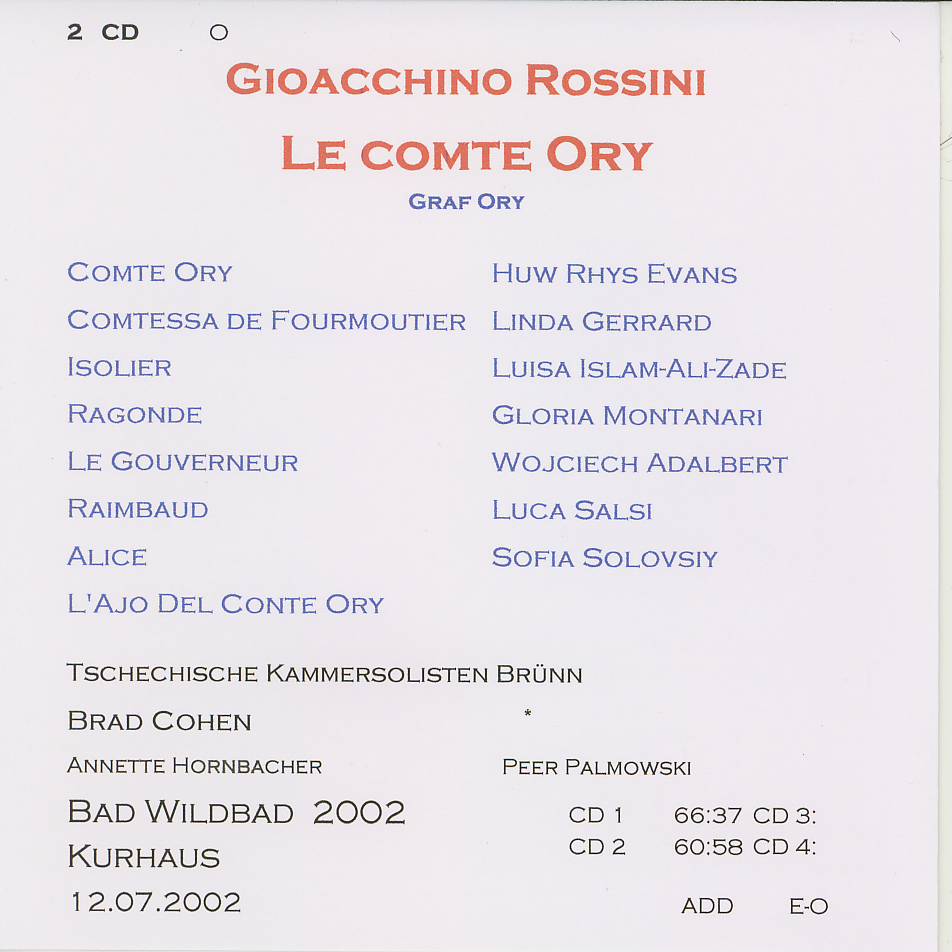 2 CD O
GIOACCHINO ROSSINI
LE COMTE ORY
GRAF ORY
COMTE ORY HUW RHYS EVANS
COMTESSA DE FOURMOUTIER LINDA GERRARD
ISOLIER LUISA ISLAM-ALI-ZADE
RAGONDE GLORIA MONTANARI
LE GOUVERNEUR WOJCIECH ADALBERT
RAIMBAUD LUCA SALSI
ALICE SOFIA SOLOVSIY
L'AJO DEL CONTE ORY
TSCHECHISCHE KAMMERSOLISTEN BRÜNN
BRAD COHEN *
ANNETTE HORNBACHER PEER PALMOWSKI
BAD WILDBAD 2002
CD 1 66:37 CD 3:
KURHAUS
CD 2 60:58 CD 4:
12.07.2002
ADD E-O